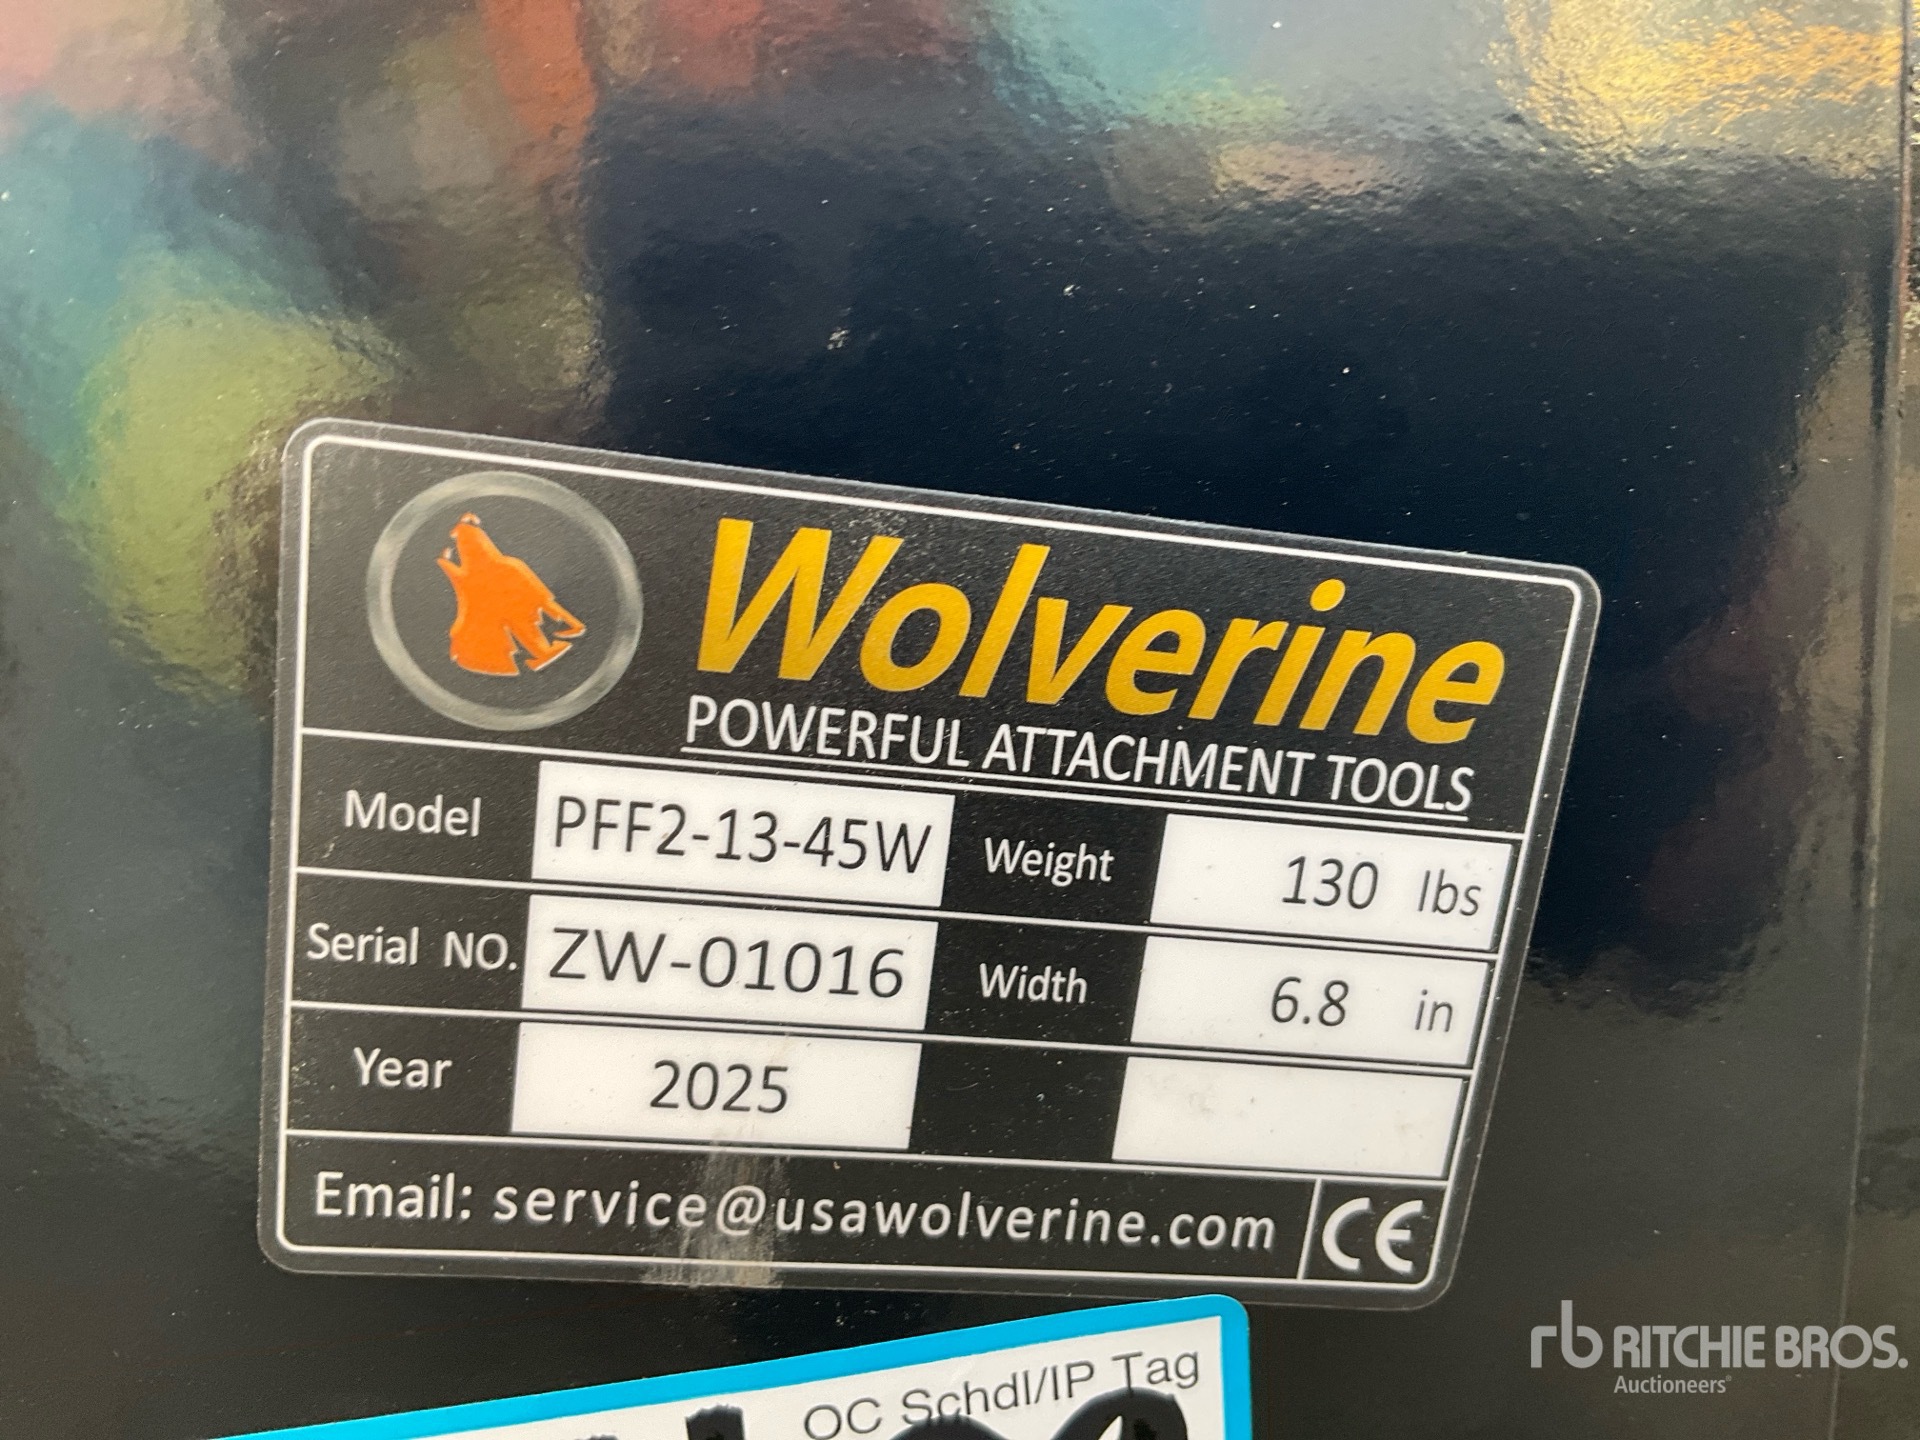 Wolverine
POWERFUL ATTACHMENT TOOLS
Model PFF2-13-45W Weight 130 lbs
Serial NO. ZW-01016 Width 6.8 in
Year 2025
Email: service@usawolverine.com CE
OC Schdl/IP Tag
rb RITCHIE BROS.
Auctioneers